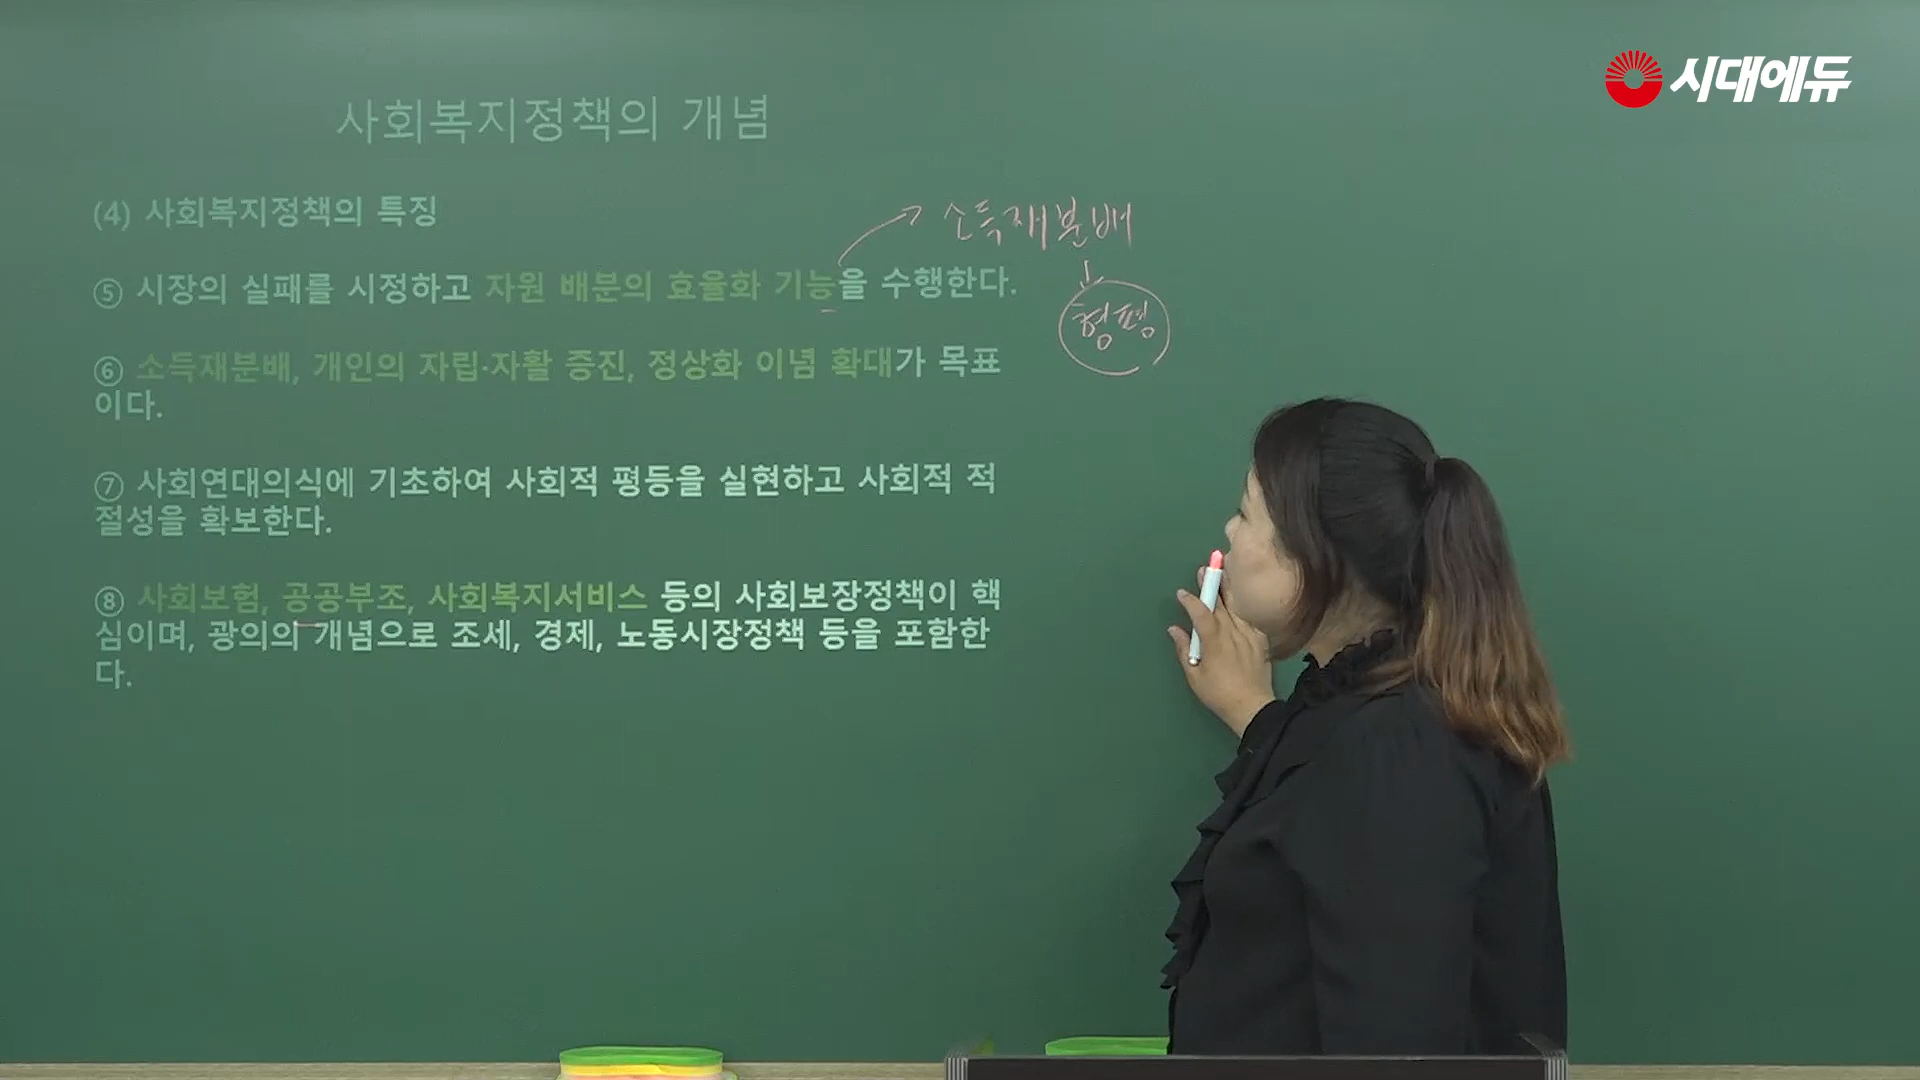 시대에듀
사회복지정책의 개념
(4) 사회복지정책의 특징
소득재분배
⑤ 시장의 실패를 시정하고 자원 배분의 효율화 기능을 수행한다.
형평
⑥ 소득재분배, 개인의 자립·자활 증진, 정상화 이념 확대가 목표
이다.
⑦ 사회연대의식에 기초하여 사회적 평등을 실현하고 사회적 적
절성을 확보한다.
⑧ 사회보험, 공공부조, 사회복지서비스 등의 사회보장정책이 핵
심이며, 광의의 개념으로 조세, 경제, 노동시장정책 등을 포함한
다.